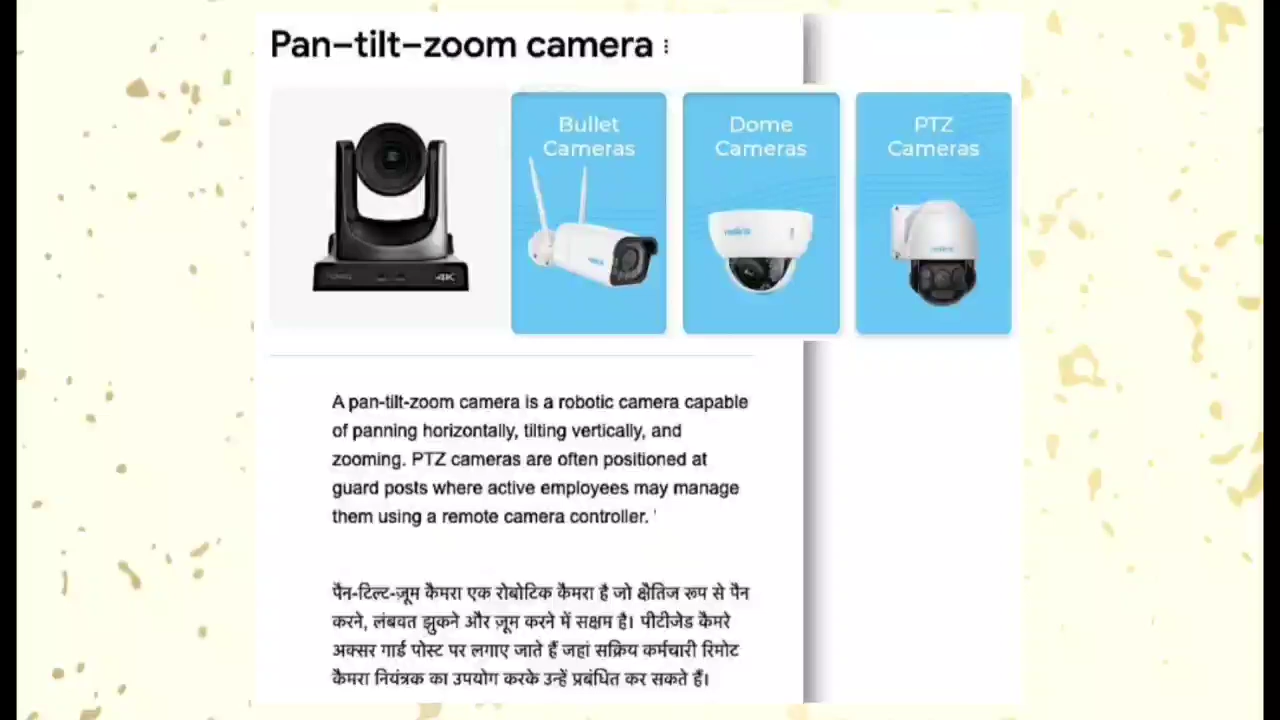 Pan-tilt-zoom camera
Bullet
Cameras
Dome
Cameras
PTZ
Cameras
4K
A pan-tilt-zoom camera is a robotic camera capable
of panning horizontally, tilting vertically, and
zooming. PTZ cameras are often positioned at
guard posts where active employees may manage
them using a remote camera controller.
पैन-टिल्ट-ज़ूम कैमरा एक रोबोटिक कैमरा है जो क्षैतिज रूप से पैन
करने, लंबवत झुकने और ज़ूम करने में सक्षम है। पीटीजेड कैमरे
अक्सर गार्ड पोस्ट पर लगाए जाते हैं जहां सक्रिय कर्मचारी रिमोट
कैमरा नियंत्रक का उपयोग करके उन्हें प्रबंधित कर सकते हैं।